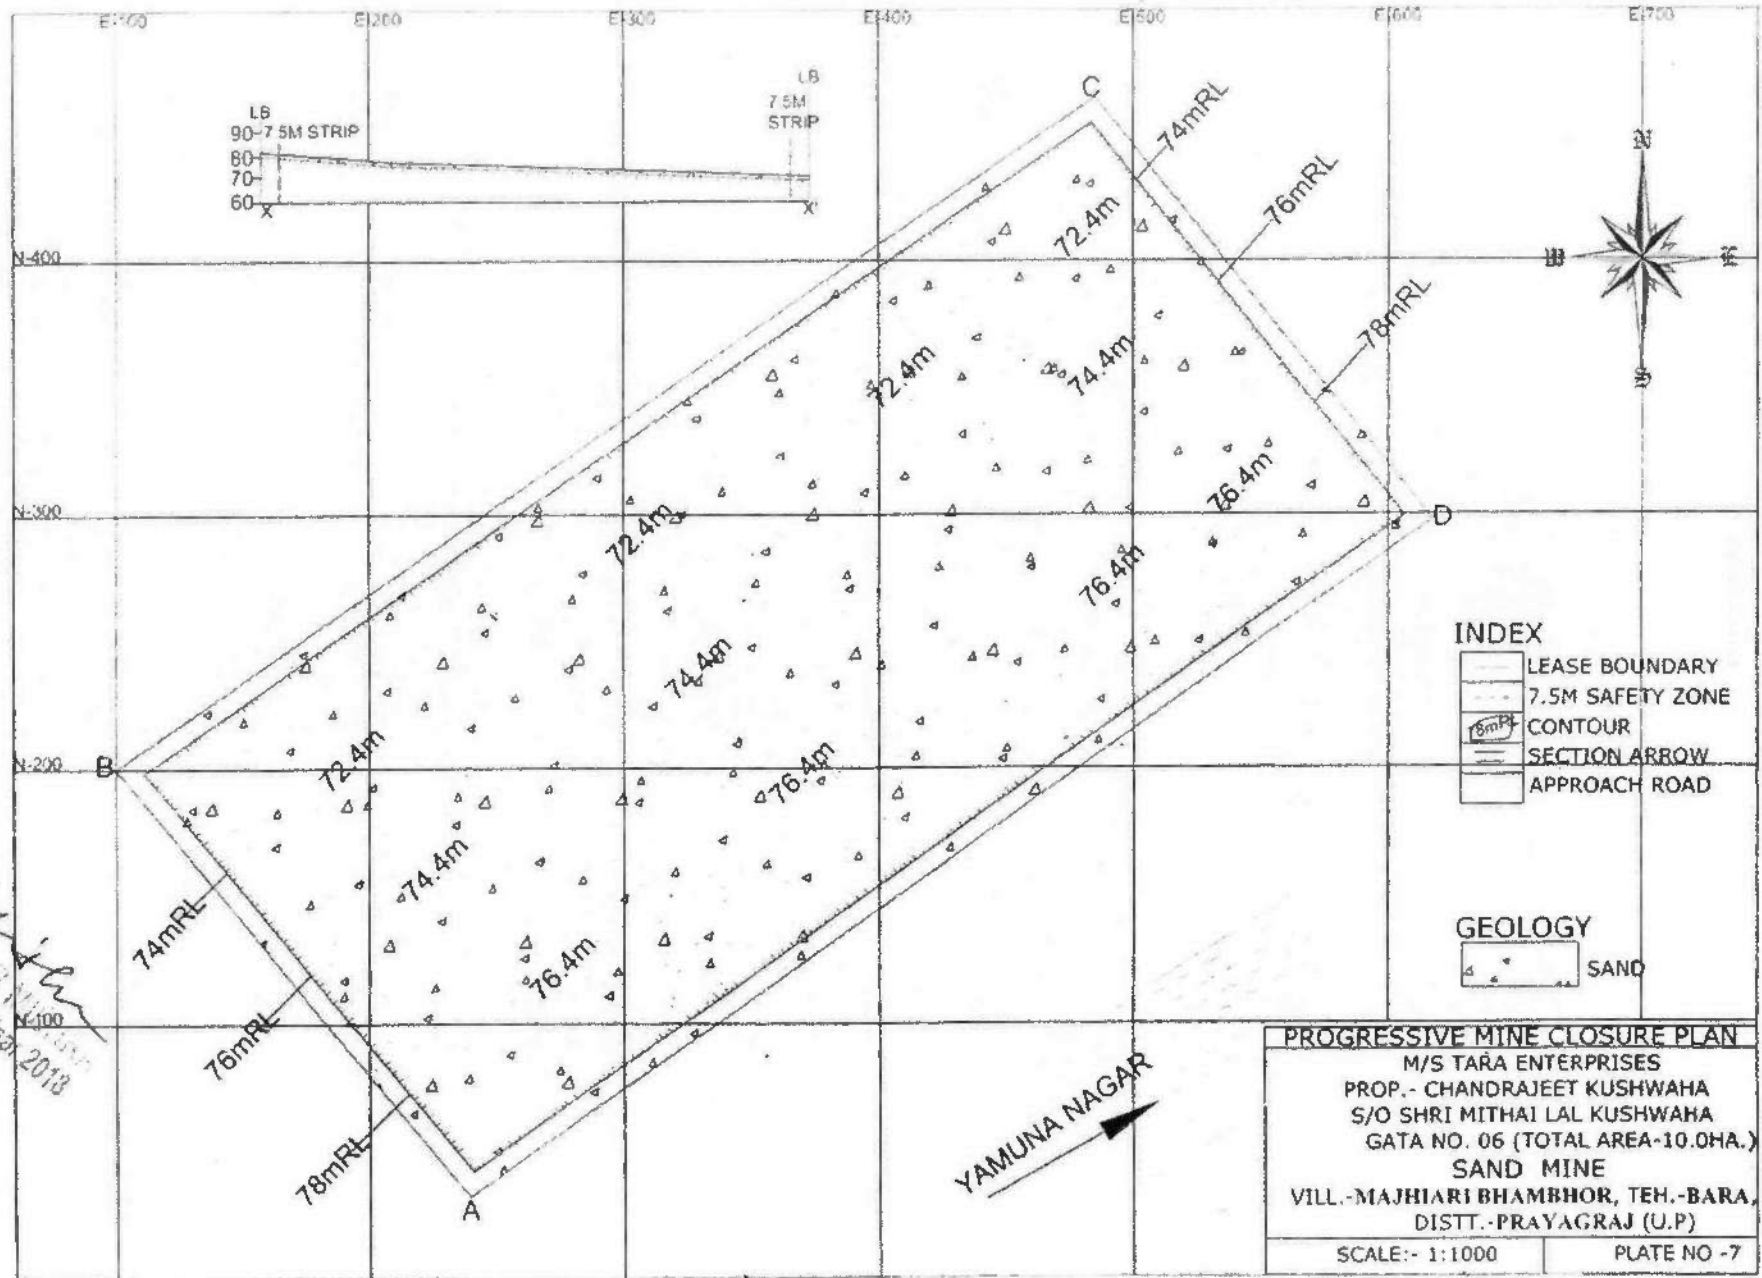 E-100 E-200 E-300 E-400 E-500 E-600 E-700
LB
90 7.5M STRIP
80
70
60
X
LB
7.5M
STRIP
X'
C
74mRL
76mRL
78mRL
N
E
S
N-400
72.4m
72.4m
74.4m
N-300
72.4m
76.4m
D
76.4m
74.4m
B
N-200
72.4m
76.4m
74.4m
74mRL
76.4m
N-100
76mRL
78mRL
A
2018
YAMUNA NAGAR
INDEX
LEASE BOUNDARY
7.5M SAFETY ZONE
CONTOUR
SECTION ARROW
APPROACH ROAD
GEOLOGY
SAND
PROGRESSIVE MINE CLOSURE PLAN
M/S TARA ENTERPRISES
PROP.- CHANDRAJEET KUSHWAHA
S/O SHRI MITHAI LAL KUSHWAHA
GATA NO. 06 (TOTAL AREA-10.0HA.)
SAND MINE
VILL.-MAJHIARI BHAMBHOR, TEH.-BARA,
DISTT.-PRAYAGRAJ (U.P)
SCALE:- 1:1000 PLATE NO -7